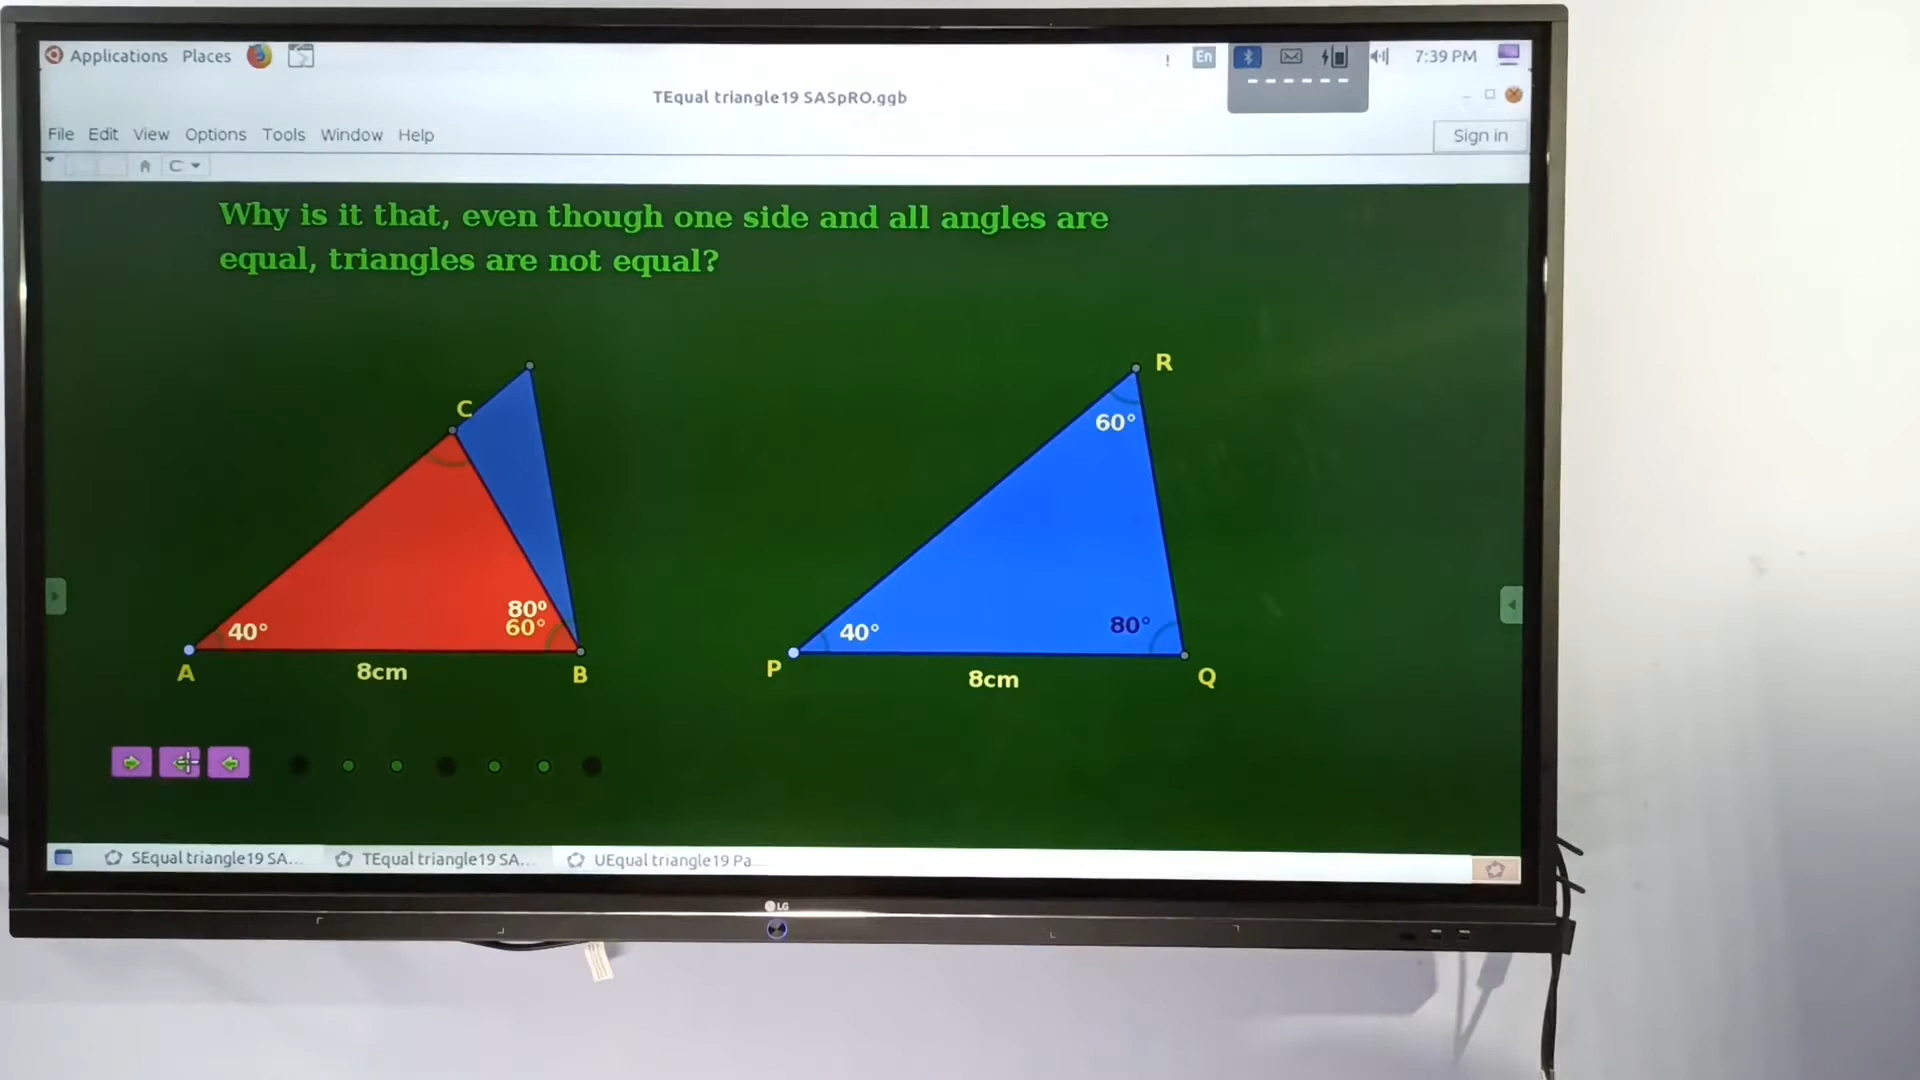 Applications Places
En
7:39 PM
TEqual triangle19 SASpRO.ggb
File Edit View Options Tools Window Help
Sign in
C
Why is it that, even though one side and all angles are
equal, triangles are not equal?
R
C
60°
80º
60°
40°
40°
80°
A
8cm
B
P
8cm
Q
SEqual triangle19 SA...
TEqual triangle19 SA...
UEqual triangle19 Pa...
LG